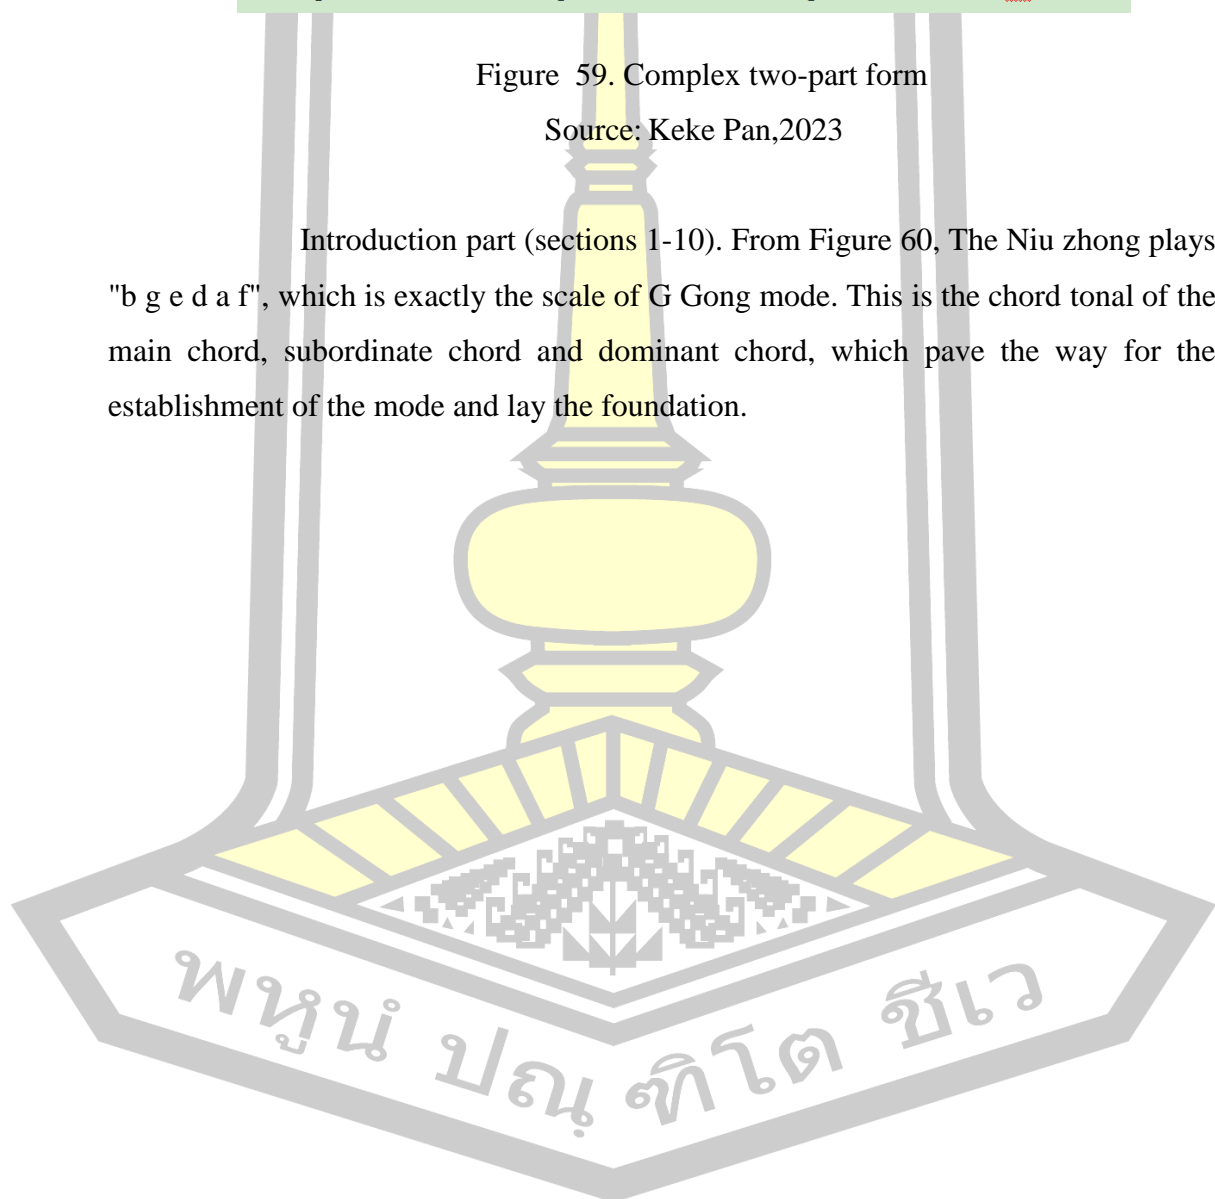 Figure 59. Complex two-part form
Source: Keke Pan,2023
Introduction part (sections 1-10). From Figure 60, The Niu zhong plays
"b g e d a f", which is exactly the scale of G Gong mode. This is the chord tonal of the
main chord, subordinate chord and dominant chord, which pave the way for the
establishment of the mode and lay the foundation.
พหูนํ ปณฺฑิโต ชีเว